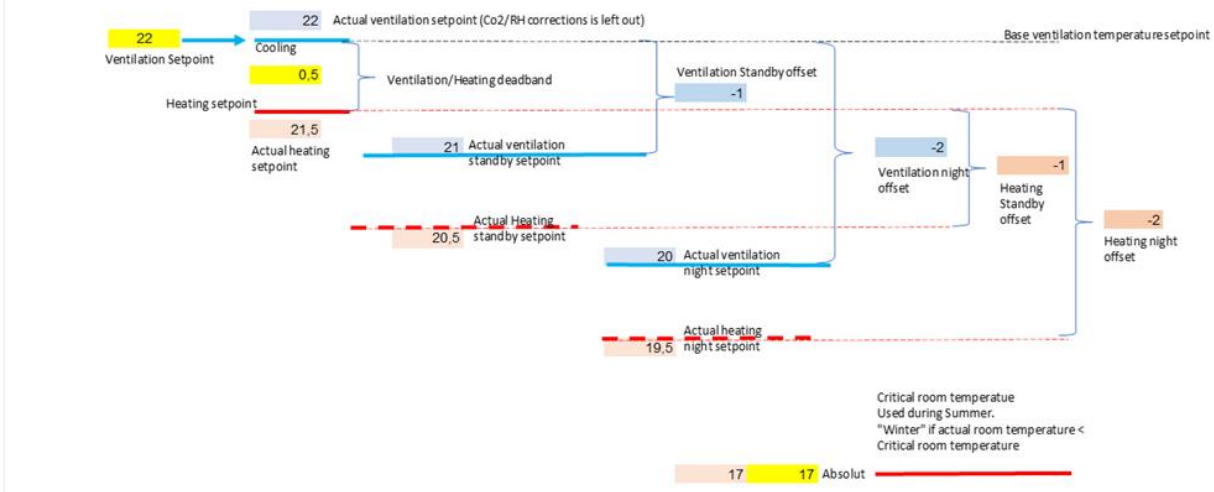 22 Actual ventilation setpoint (Co2/RH corrections is left out)
22
Ventilation Setpoint
Cooling
Base ventilation temperature setpoint
0,5
Ventilation/Heating deadband
Ventilation Standby offset
-1
Heating setpoint
21,5
Actual heating
setpoint
21 Actual ventilation
standby setpoint
-2
Ventilation night
offset
-1
Heating
Standby
offset
-2
Heating night
offset
Actual Heating
20,5 standby setpoint
20 Actual ventilation
night setpoint
Actual heating
19,5 night setpoint
Critical room temperatue
Used during Summer.
"Winter" if actual room temperature <
Critical room temperature
17 17 Absolut